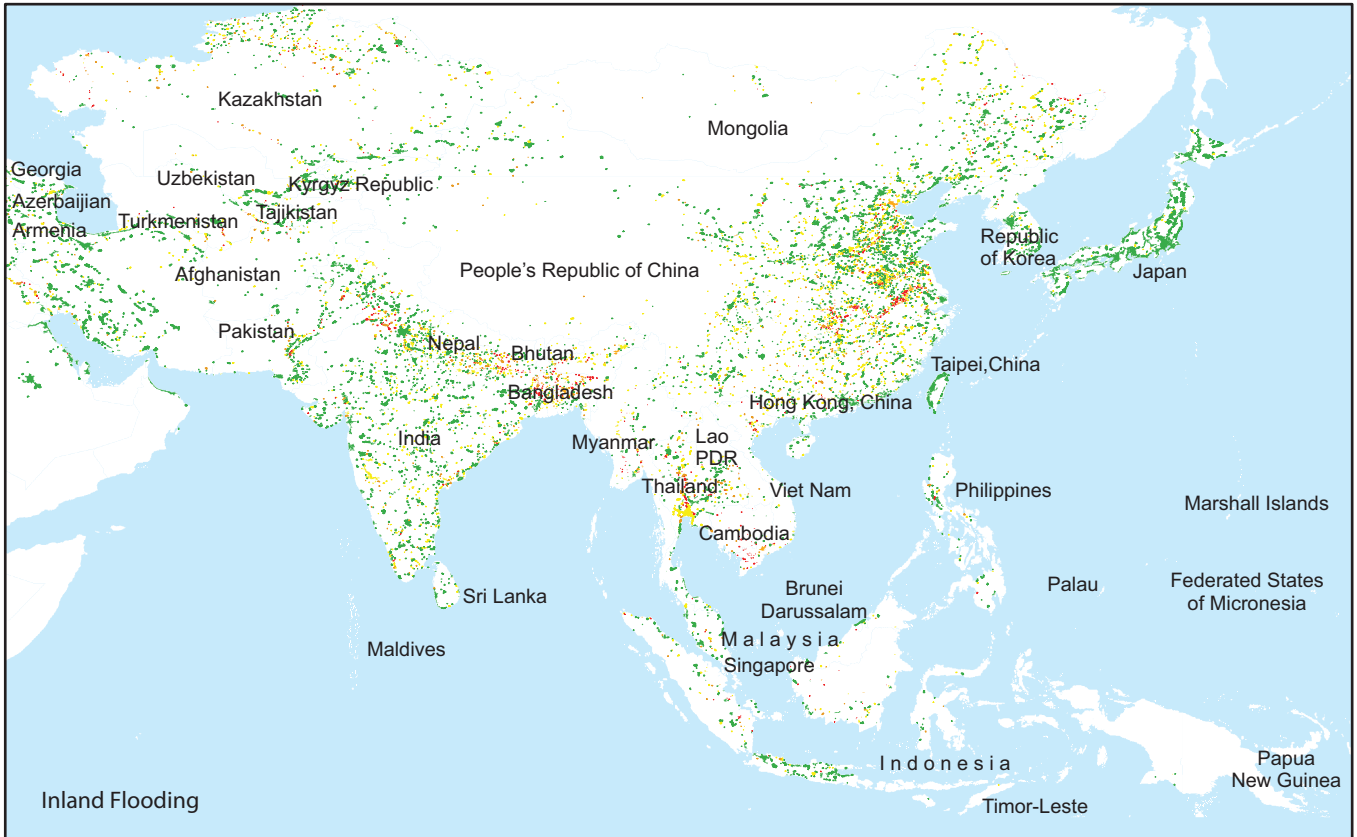 Kazakhstan
Mongolia
Georgia
Uzbekistan
Kyrgyz Republic
Azerbaijian
Turkmenistan
Tajikistan
Armenia
Republic
of Korea
Japan
Afghanistan
People's Republic of China
Pakistan
Nepal
Bhutan
Taipei,China
Bangladesh
Hong Kong, China
India
Myanmar
Lao
PDR
Thailand
Viet Nam
Philippines
Marshall Islands
Cambodia
Sri Lanka
Brunei
Darussalam
Palau
Federated States
of Micronesia
Maldives
Malaysia
Singapore
Indonesia
Papua
New Guinea
Inland Flooding
Timor-Leste